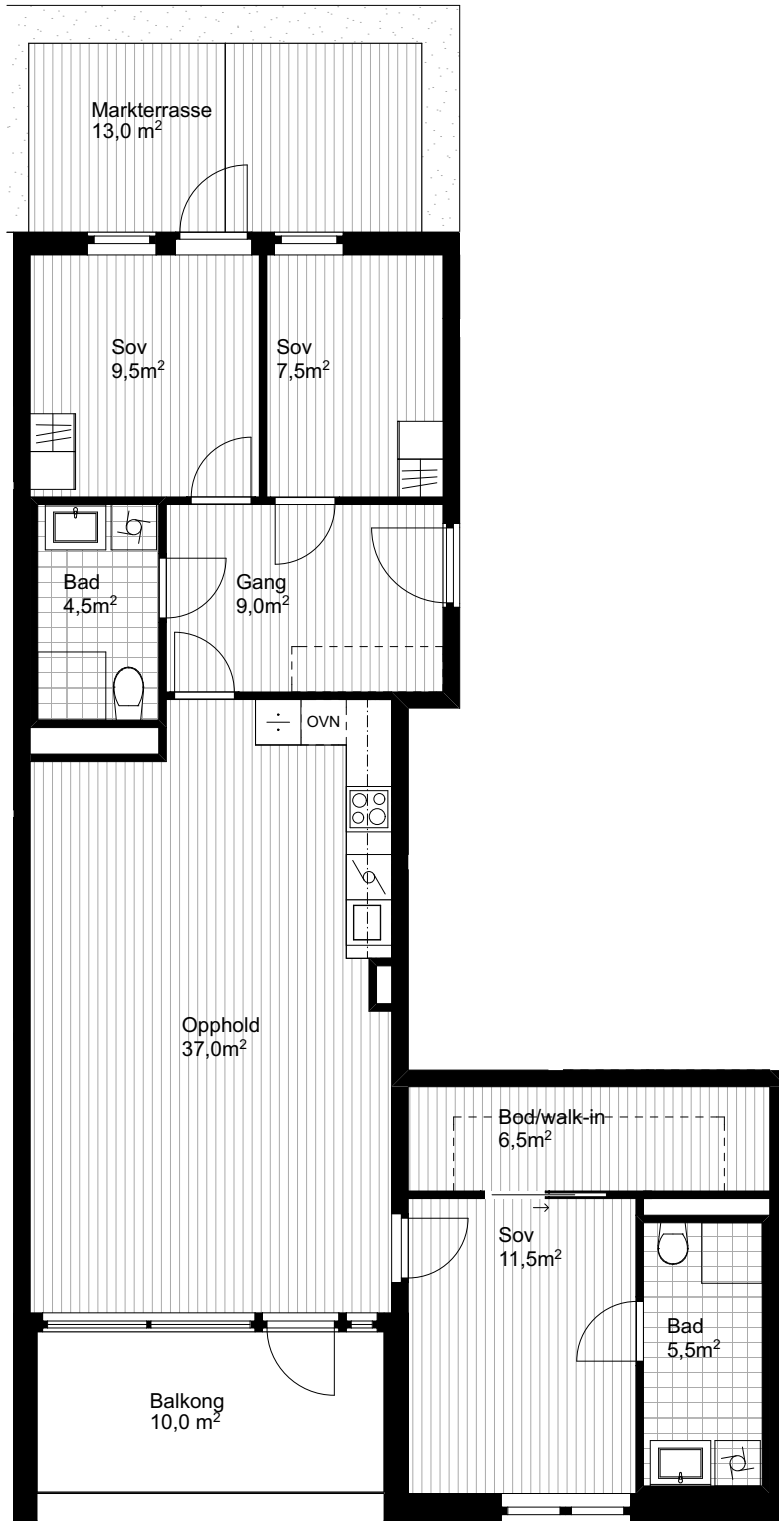 Markterrasse
13,0 m²
Sov
9,5m²
Sov
7,5m²
Bad
4,5m²
Gang
9,0m²
OVN
Opphold
37,0m²
Bod/walk-in
6,5m²
Sov
11,5m²
Bad
5,5m²
Balkong
10,0 m²